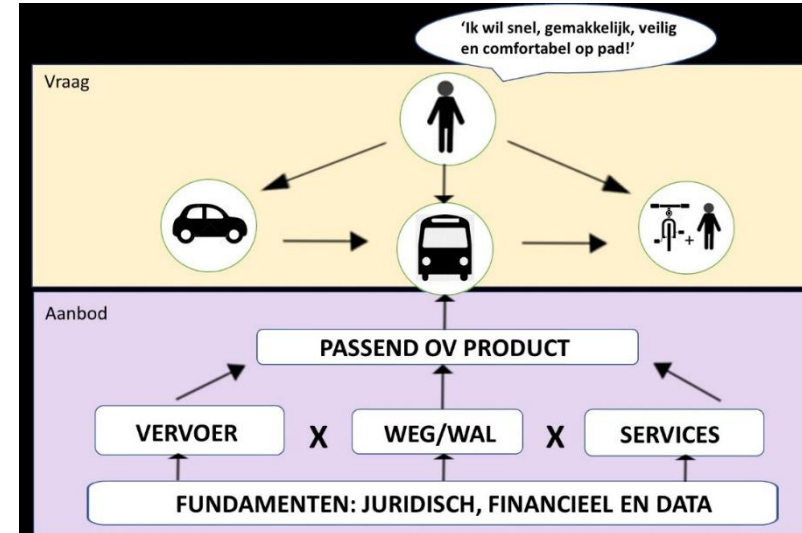 ‘Ik wil snel, gemakkelijk, veilig
en comfortabel op pad!’
Vraag
+
Aanbod
PASSEND OV PRODUCT
VERVOER X WEG/WAL X SERVICES
FUNDAMENTEN: JURIDISCH, FINANCIEEL EN DATA